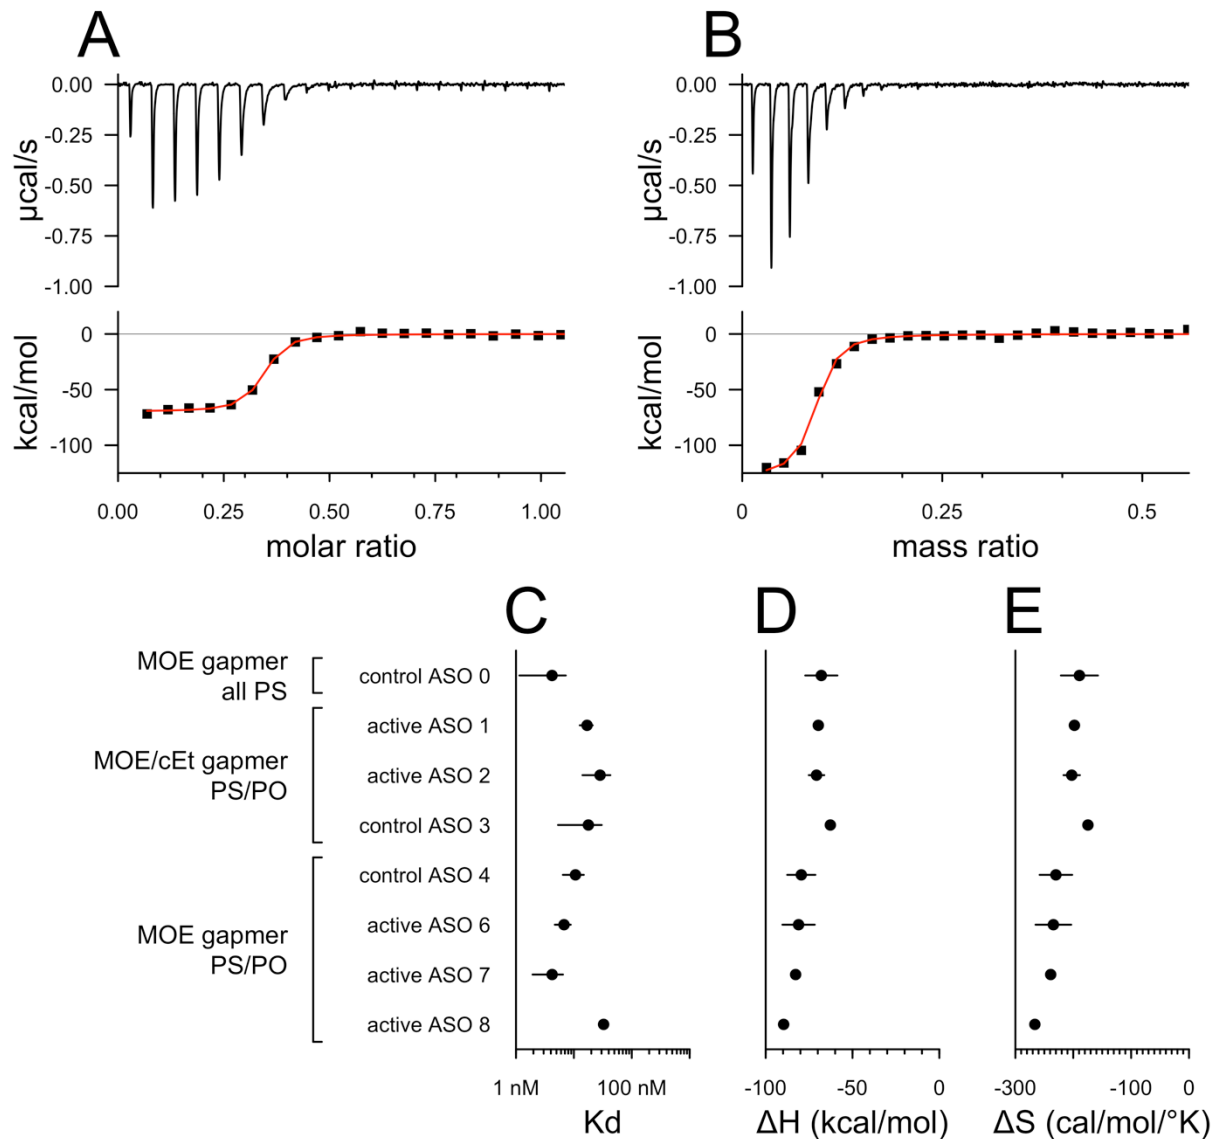 A
B
0.00
-0.25
-0.50
-0.75
-1.00
µcal/s
0.00
-0.25
-0.50
-0.75
-1.00
µcal/s
0
-50
-100
kcal/mol
0
-50
-100
kcal/mol
0.00 0.25 0.50 0.75 1.00
molar ratio
0 0.25 0.5
mass ratio
C
D
E
MOE gapmer
all PS
control ASO 0
MOE/cEt gapmer
PS/PO
active ASO 1
active ASO 2
control ASO 3
MOE gapmer
PS/PO
control ASO 4
active ASO 6
active ASO 7
active ASO 8
1 nM 100 nM
Kd
-100 -50 0
ΔH (kcal/mol)
-300 -100 0
ΔS (cal/mol/°K)